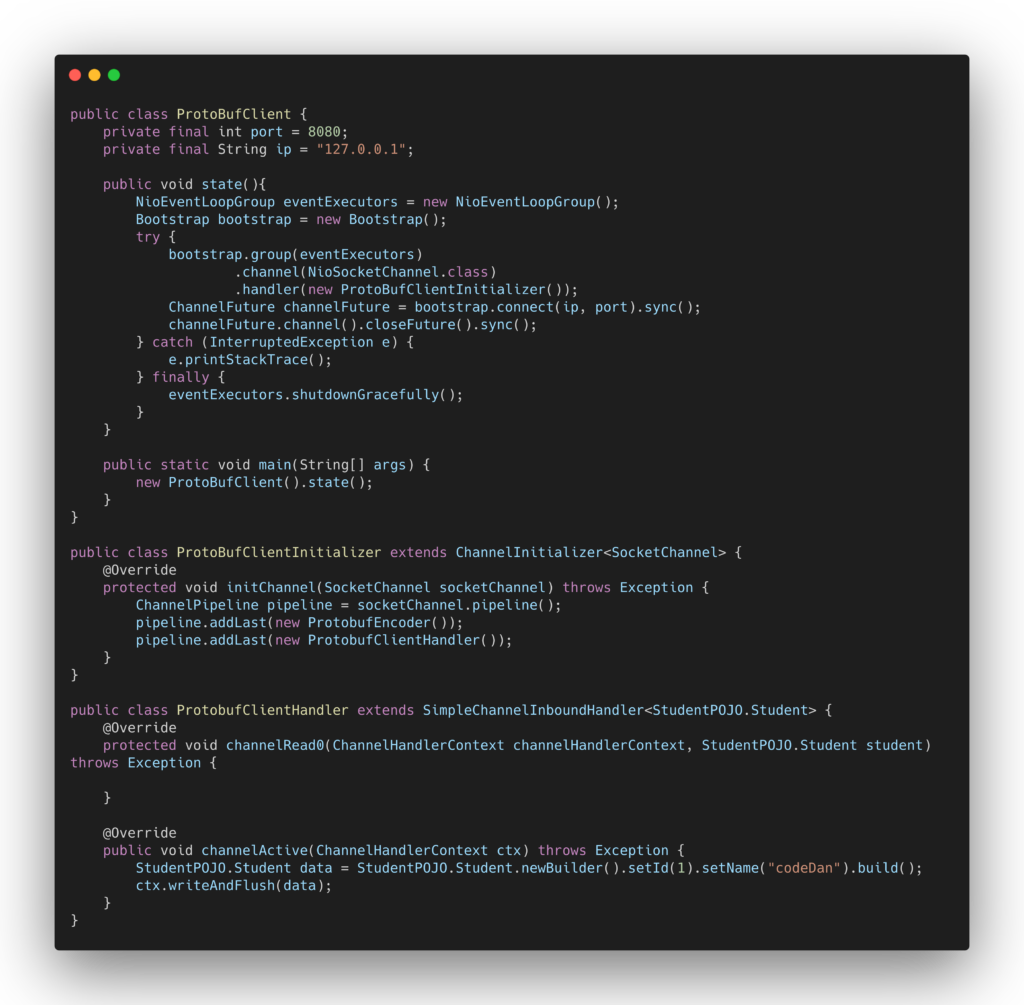 public class ProtoBufClient {
    private final int port = 8080;
    private final String ip = "127.0.0.1";

    public void state(){
        NioEventLoopGroup eventExecutors = new NioEventLoopGroup();
        Bootstrap bootstrap = new Bootstrap();
        try {
            bootstrap.group(eventExecutors)
                    .channel(NioSocketChannel.class)
                    .handler(new ProtoBufClientInitializer());
            ChannelFuture channelFuture = bootstrap.connect(ip, port).sync();
            channelFuture.channel().closeFuture().sync();
        } catch (InterruptedException e) {
            e.printStackTrace();
        } finally {
            eventExecutors.shutdownGracefully();
        }
    }

    public static void main(String[] args) {
        new ProtoBufClient().state();
    }
}

public class ProtoBufClientInitializer extends ChannelInitializer<SocketChannel> {
    @Override
    protected void initChannel(SocketChannel socketChannel) throws Exception {
        ChannelPipeline pipeline = socketChannel.pipeline();
        pipeline.addLast(new ProtobufEncoder());
        pipeline.addLast(new ProtobufClientHandler());
    }
}

public class ProtobufClientHandler extends SimpleChannelInboundHandler<StudentPOJO.Student> {
    @Override
    protected void channelRead0(ChannelHandlerContext channelHandlerContext, StudentPOJO.Student student)
throws Exception {

    }

    @Override
    public void channelActive(ChannelHandlerContext ctx) throws Exception {
        StudentPOJO.Student data = StudentPOJO.Student.newBuilder().setId(1).setName("codeDan").build();
        ctx.writeAndFlush(data);
    }
}